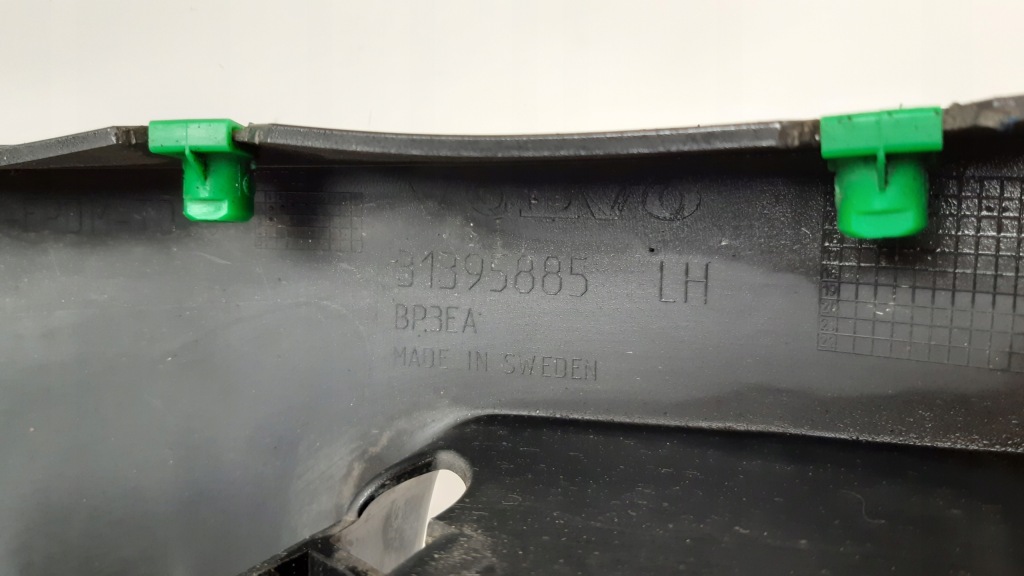 VOLVO
31395885 LH
BP3EA
MADE IN SWEDEN